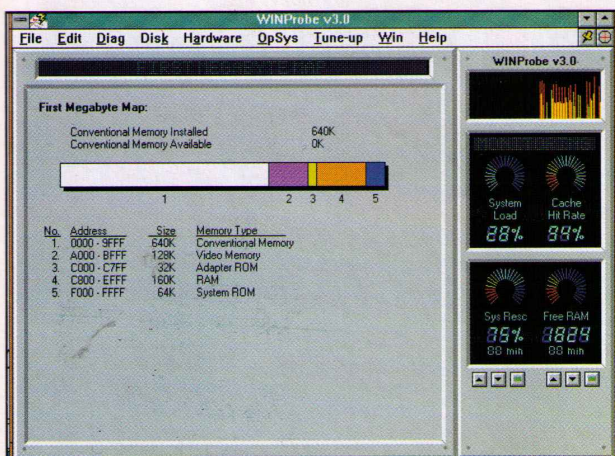 WINProbe v3.0
File Edit Diag Disk Hardware OpSys Tune-up Win Help
FIRST MEGABYTE MAP
First Megabyte Map:
Conventional Memory Installed 640K
Conventional Memory Available 0K
1 2 3 4 5
No. Address Size Memory Type
1. 0000 - 9FFF 640K Conventional Memory
2. A000 - BFFF 128K Video Memory
3. C000 - C7FF 32K Adapter ROM
4. C800 - EFFF 160K RAM
5. F000 - FFFF 64K System ROM
WINProbe v3.0
System Load
Cache Hit Rate
28% 94%
Sys Resc Free RAM
75% 1824
00 min 00 min